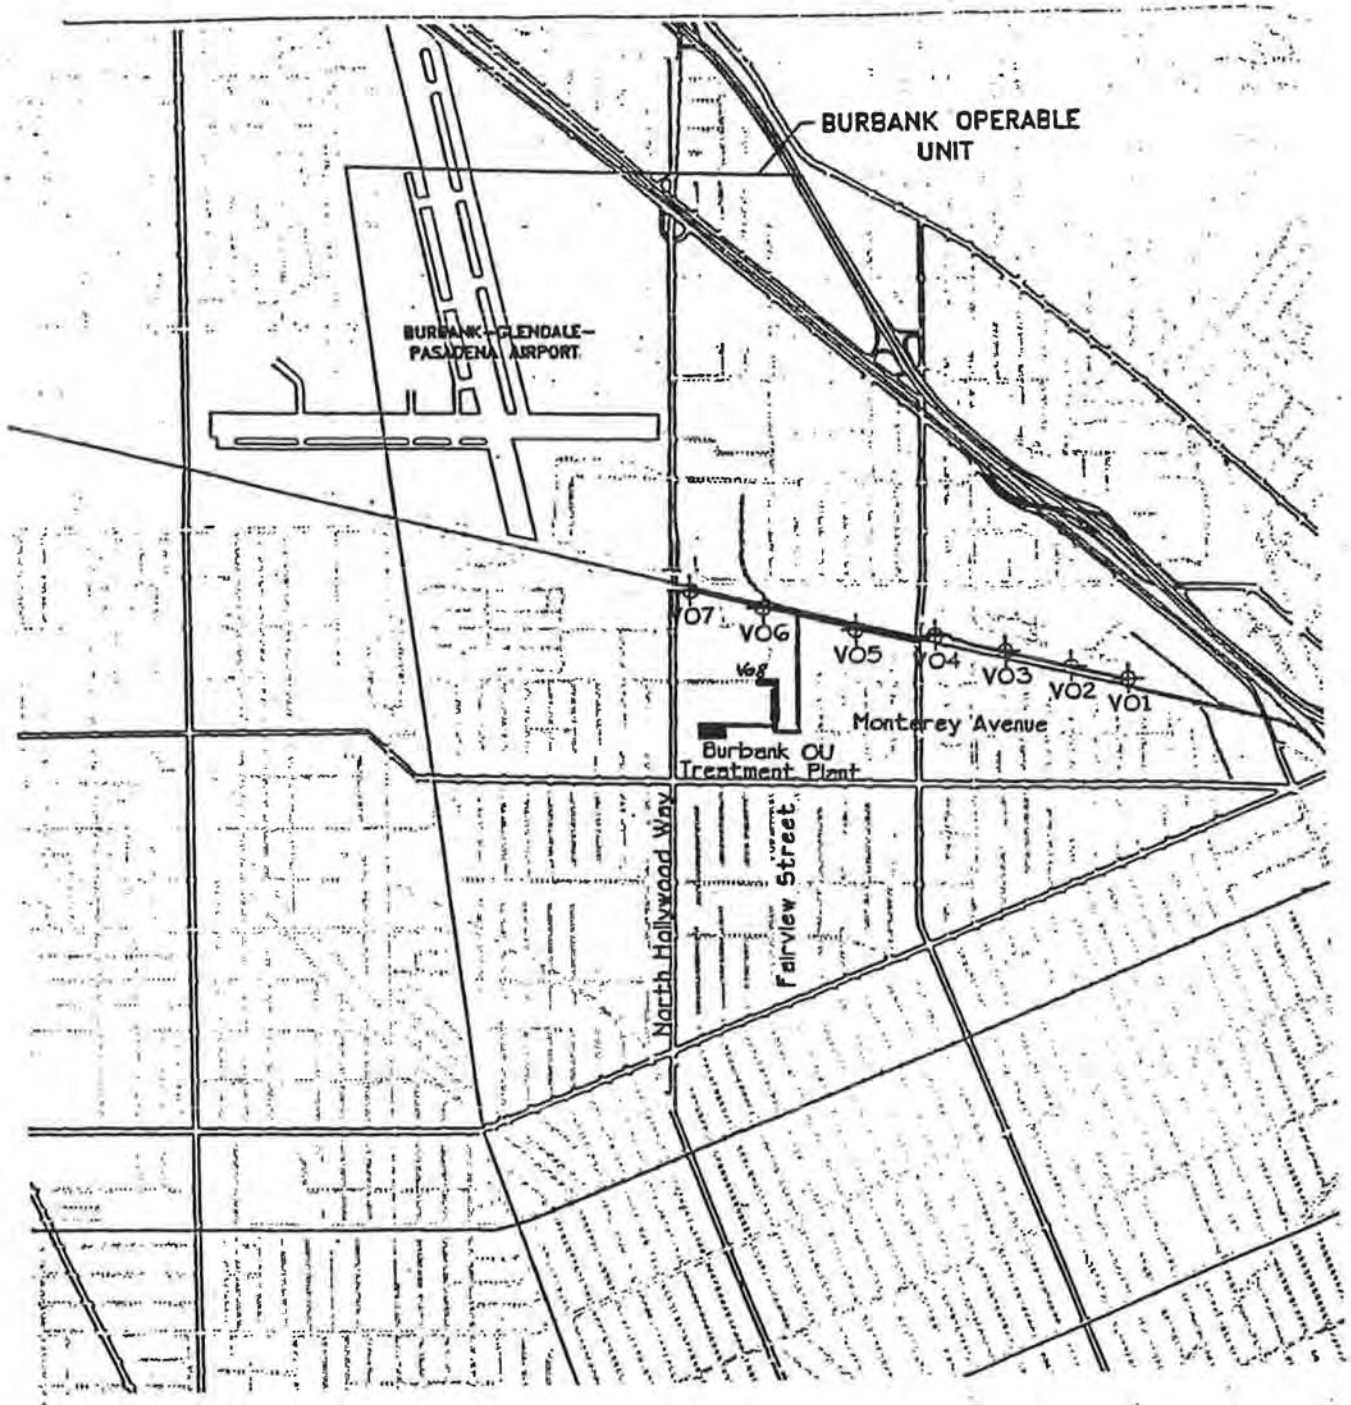 BURBANK OPERABLE
UNIT
BURBANK-GLENDALE-
PASADENA AIRPORT
VO7
VO6
VO5
VO4
VO3
VO2
VO1
Vo8
Monterey Avenue
Burbank OU
Treatment Plant
North Hollywood Way
Fairview Street